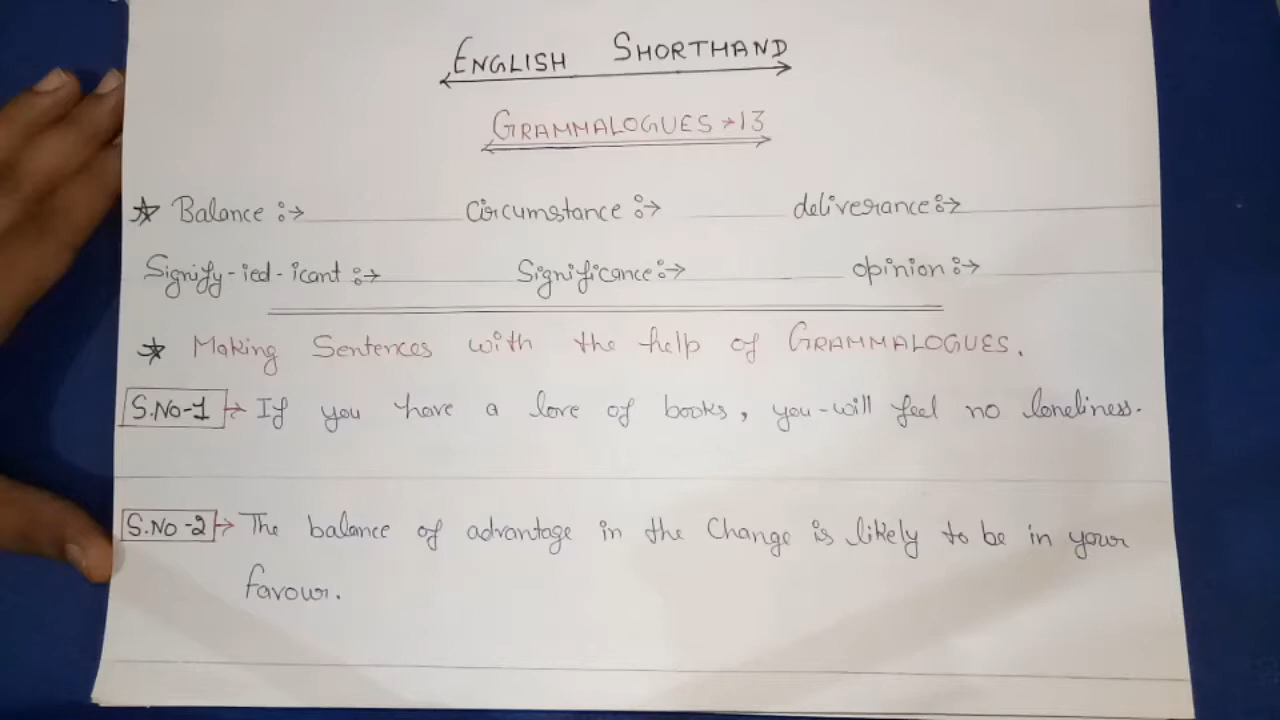 ENGLISH SHORTHAND
GRAMMALOGUES → 13
☆ Balance :→ Circumstance :→ deliverance :→
Signify-ied-icant :→ Significance :→ opinion :→
☆ Making Sentences with the help of GRAMMALOGUES.
S.No-1 → If you have a love of books, you-will feel no loneliness.
S.No-2 → The balance of advantage in the Change is likely to be in your
favour.